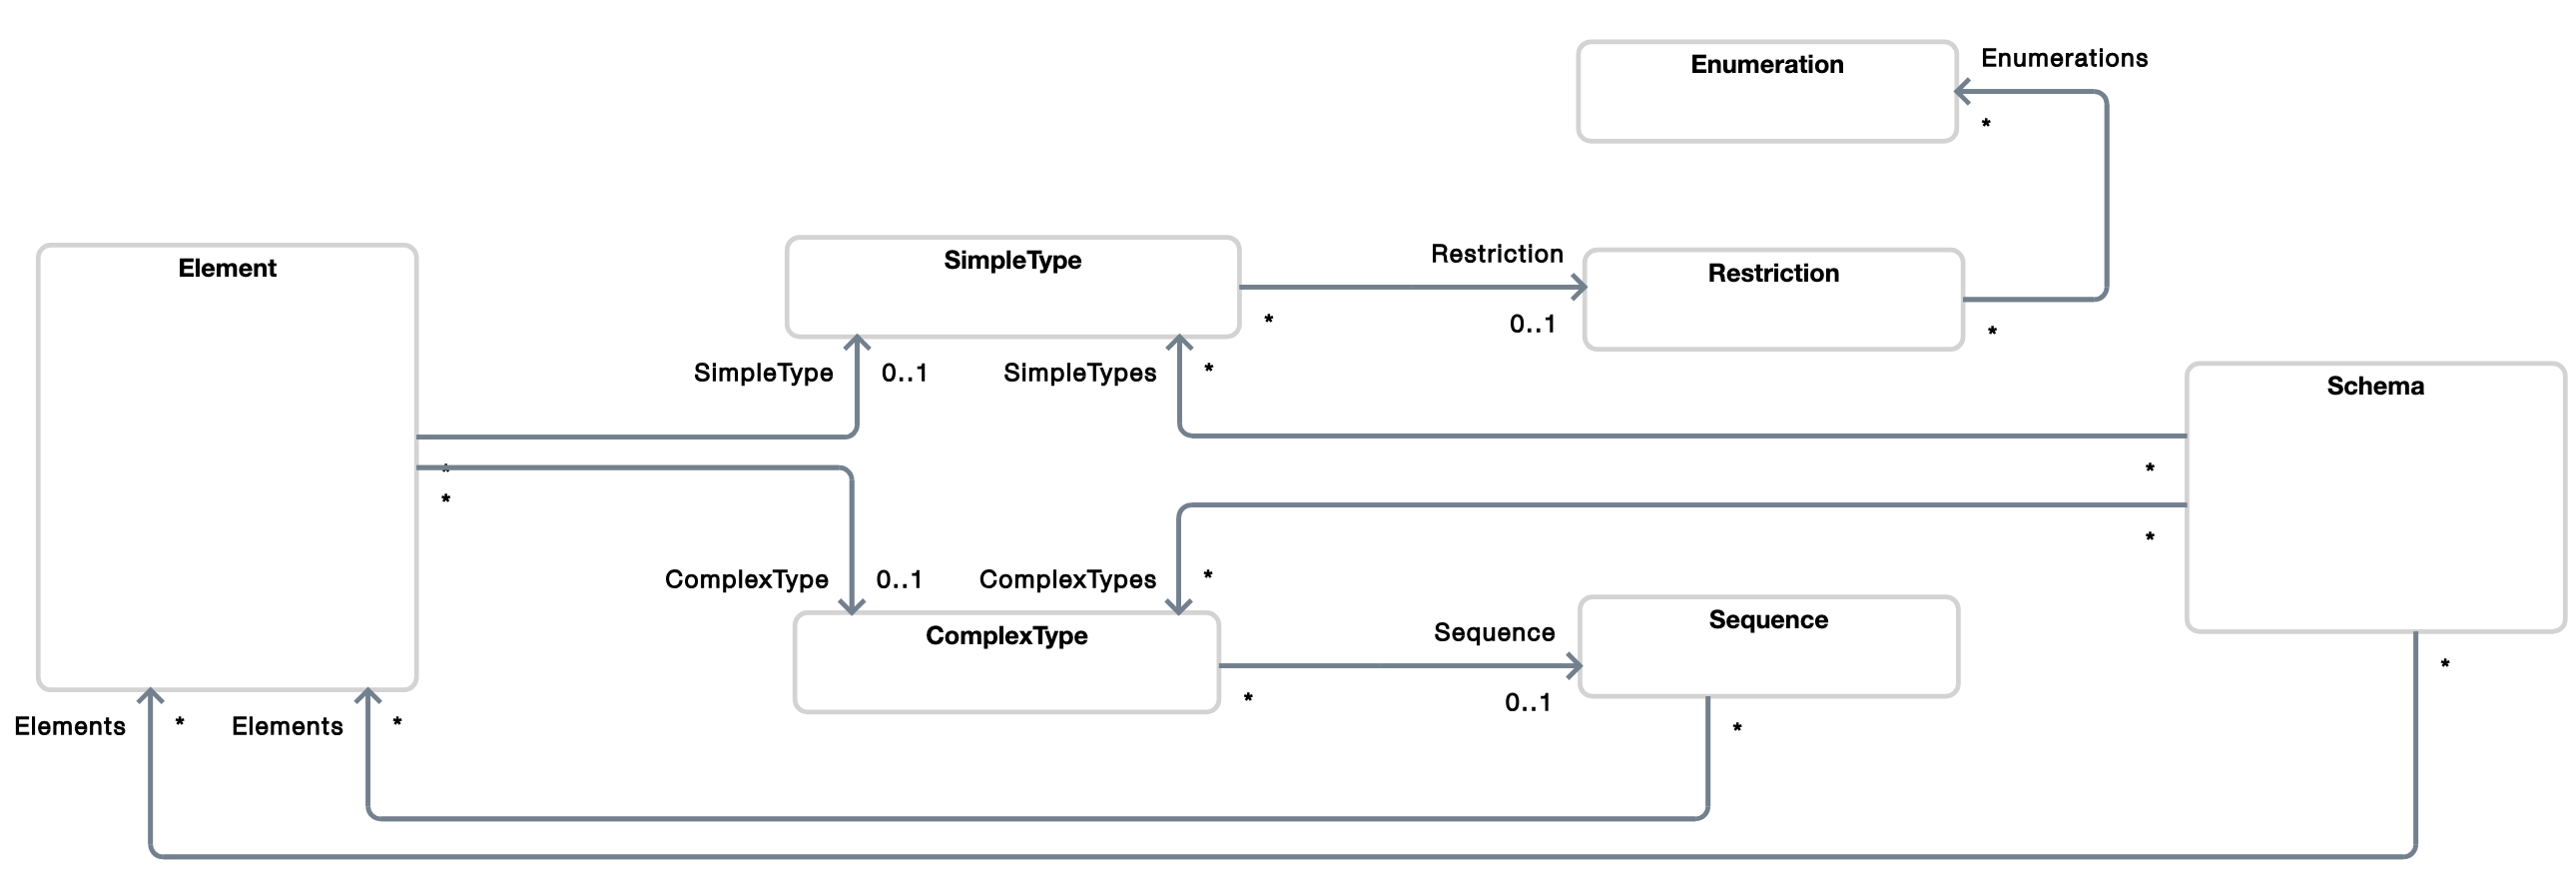 Enumeration
Enumerations
*
Element
SimpleType
Restriction
Restriction
*
0..1
*
SimpleType
0..1
SimpleTypes
*
Schema
*
*
*
*
ComplexType
0..1
ComplexTypes
*
ComplexType
Sequence
Sequence
*
0..1
*
Elements
*
Elements
*
*